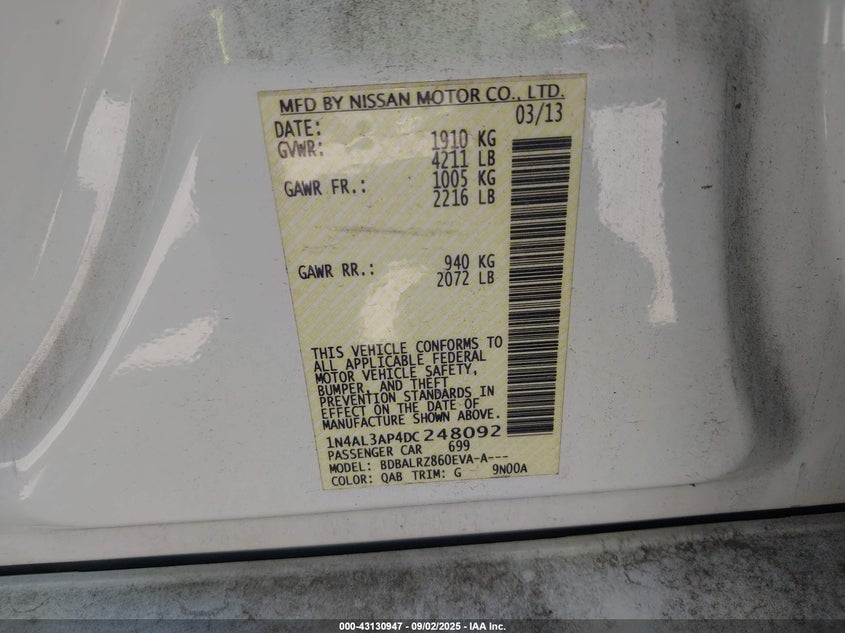 MFD BY NISSAN MOTOR CO., LTD.
DATE: 03/13
GVWR: 1910 KG
4211 LB
GAWR FR.: 1005 KG
2216 LB
GAWR RR.: 940 KG
2072 LB
THIS VEHICLE CONFORMS TO
ALL APPLICABLE FEDERAL
MOTOR VEHICLE SAFETY,
BUMPER, AND THEFT
PREVENTION STANDARDS IN
EFFECT ON THE DATE OF
MANUFACTURE SHOWN ABOVE.
1N4AL3AP4DC248092
PASSENGER CAR 699
MODEL: BDBALRZ860EVA-A---
COLOR: QAB TRIM: G 9N00A
000-43130947 - 09/02/2025 - IAA Inc.